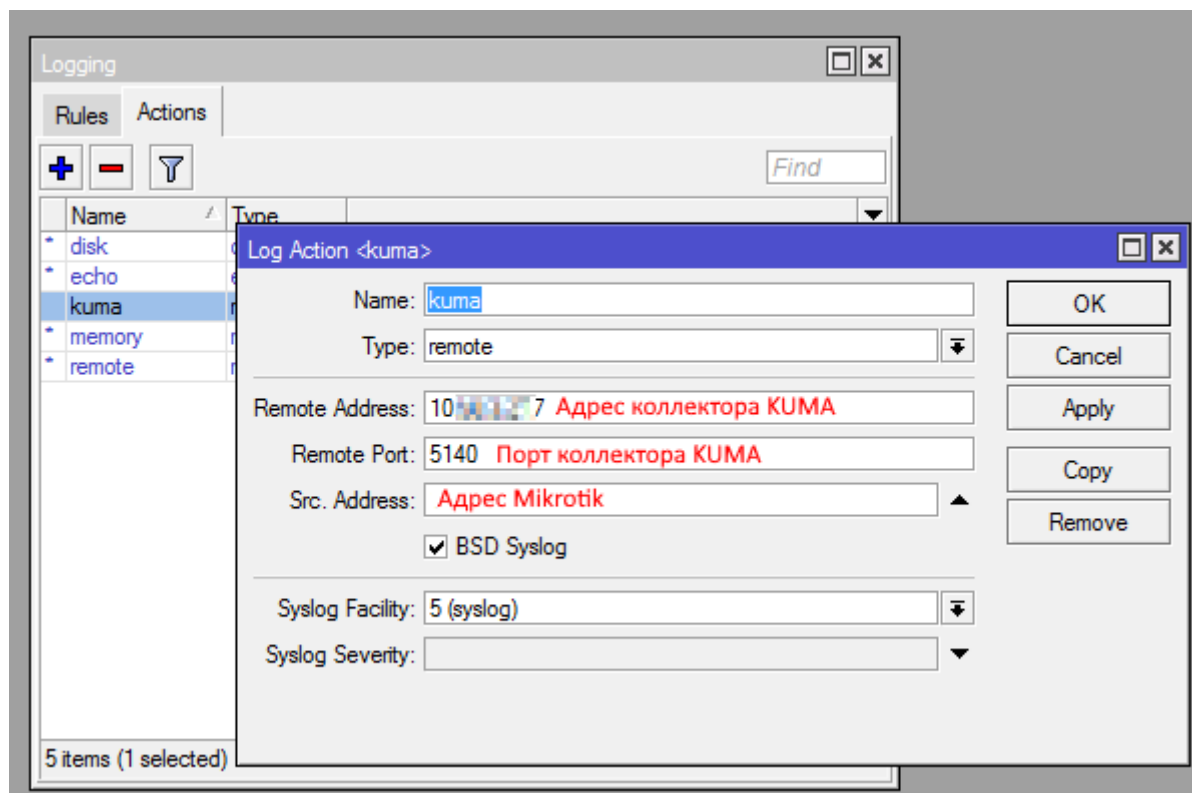 Logging
Rules Actions
Find
Name Type
* disk
* echo
kuma
* memory
* remote
5 items (1 selected)
Log Action <kuma>
Name: kuma
Type: remote
Remote Address: 10 7 Адрес коллектора KUMA
Remote Port: 5140 Порт коллектора KUMA
Src. Address: Адрес Mikrotik
BSD Syslog
Syslog Facility: 5 (syslog)
Syslog Severity:
OK
Cancel
Apply
Copy
Remove